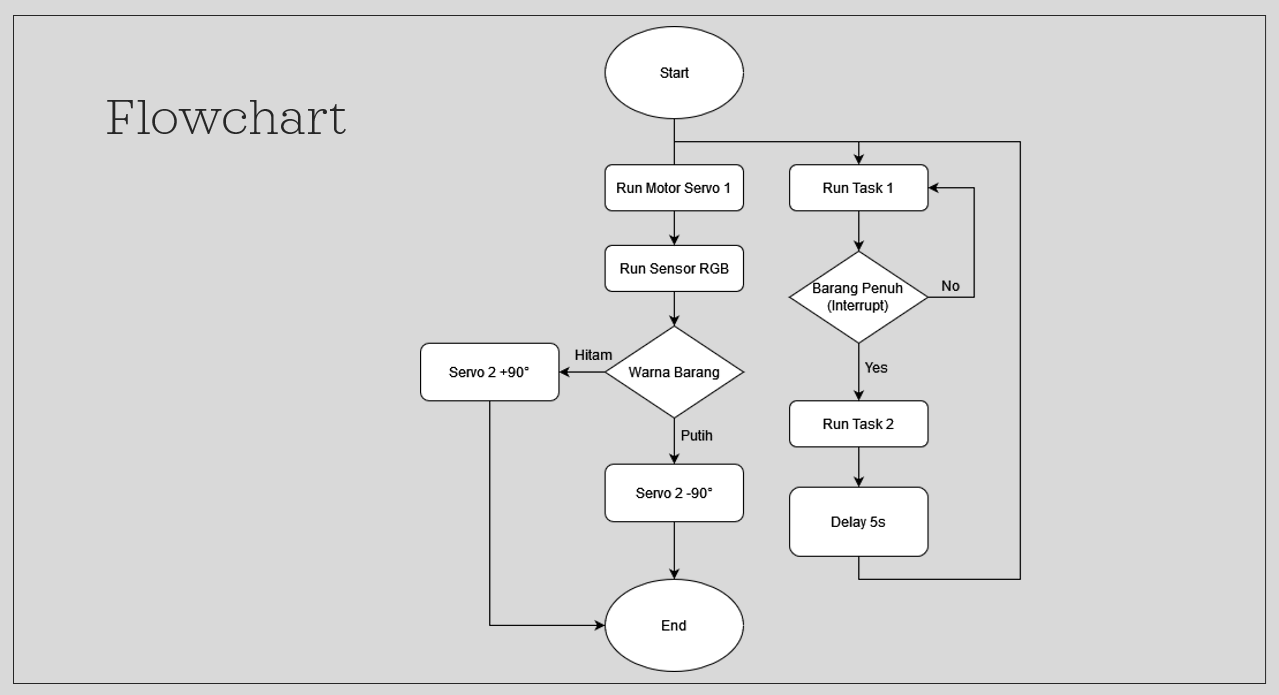 Flowchart
Start
Run Motor Servo 1
Run Sensor RGB
Warna Barang
Hitam
Servo 2 +90°
Putih
Servo 2 -90°
End
Run Task 1
Barang Penuh
(Interrupt)
No
Yes
Run Task 2
Delay 5s